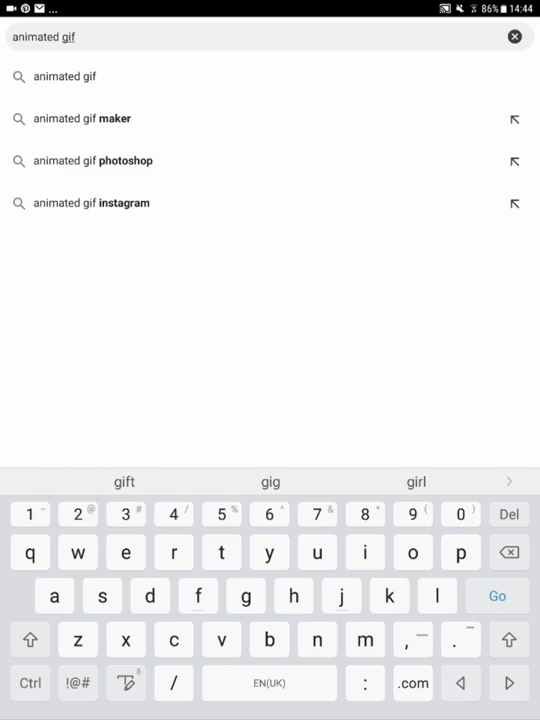 ... 86% 14:44
animated gif
animated gif
animated gif maker
animated gif photoshop
animated gif instagram
gift gig girl
1 - 2 @ 3 # 4 / 5 % 6 ^ 7 & 8 * 9 ( 0 ) Del
q w e r t y u i o p
a s d f g h j k l Go
z x c v b n m , .
Ctrl !@# T / EN(UK) : .com